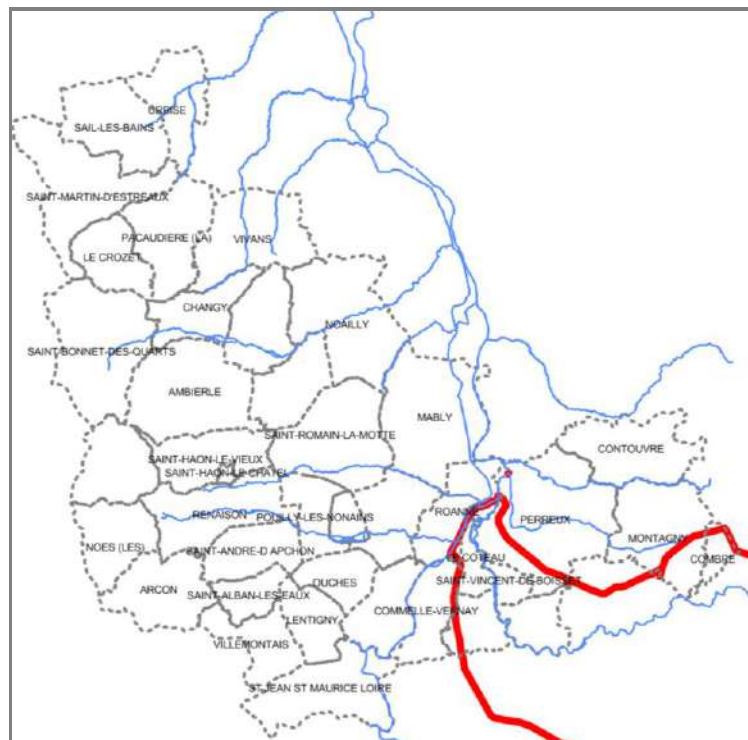 URBISE
SAIL-LES-BAINS
SAINT-MARTIN-D'ESTREAUX
PACAUDIERE (LA)
VIVANS
LE CROZET
CHANGY
NOAILLY
SAINT-BONNET-DES-QUARTS
AMBIERLE
MABLY
SAINT-ROMAIN-LA-MOTTE
CONTOUVRE
SAINT-HAON-LE-VIEUX
SAINT-HAON-LE-CHATEL
RENAISON
POUILLY-LES-NONAINS
ROANNE
PERREUX
NOES (LES)
SAINT-ANDRE-D APCHON
MONTAGNY
LE COTEAU
COMBRE
ARCON
SAINT-ALBAN-LES-EAUX
DUCHES
SAINT-VINCENT-DE-BOISSET
LENTIGNY
COMMELLE-VERNAY
VILLEMONTAIS
ST-JEAN ST MAURICE LOIRE